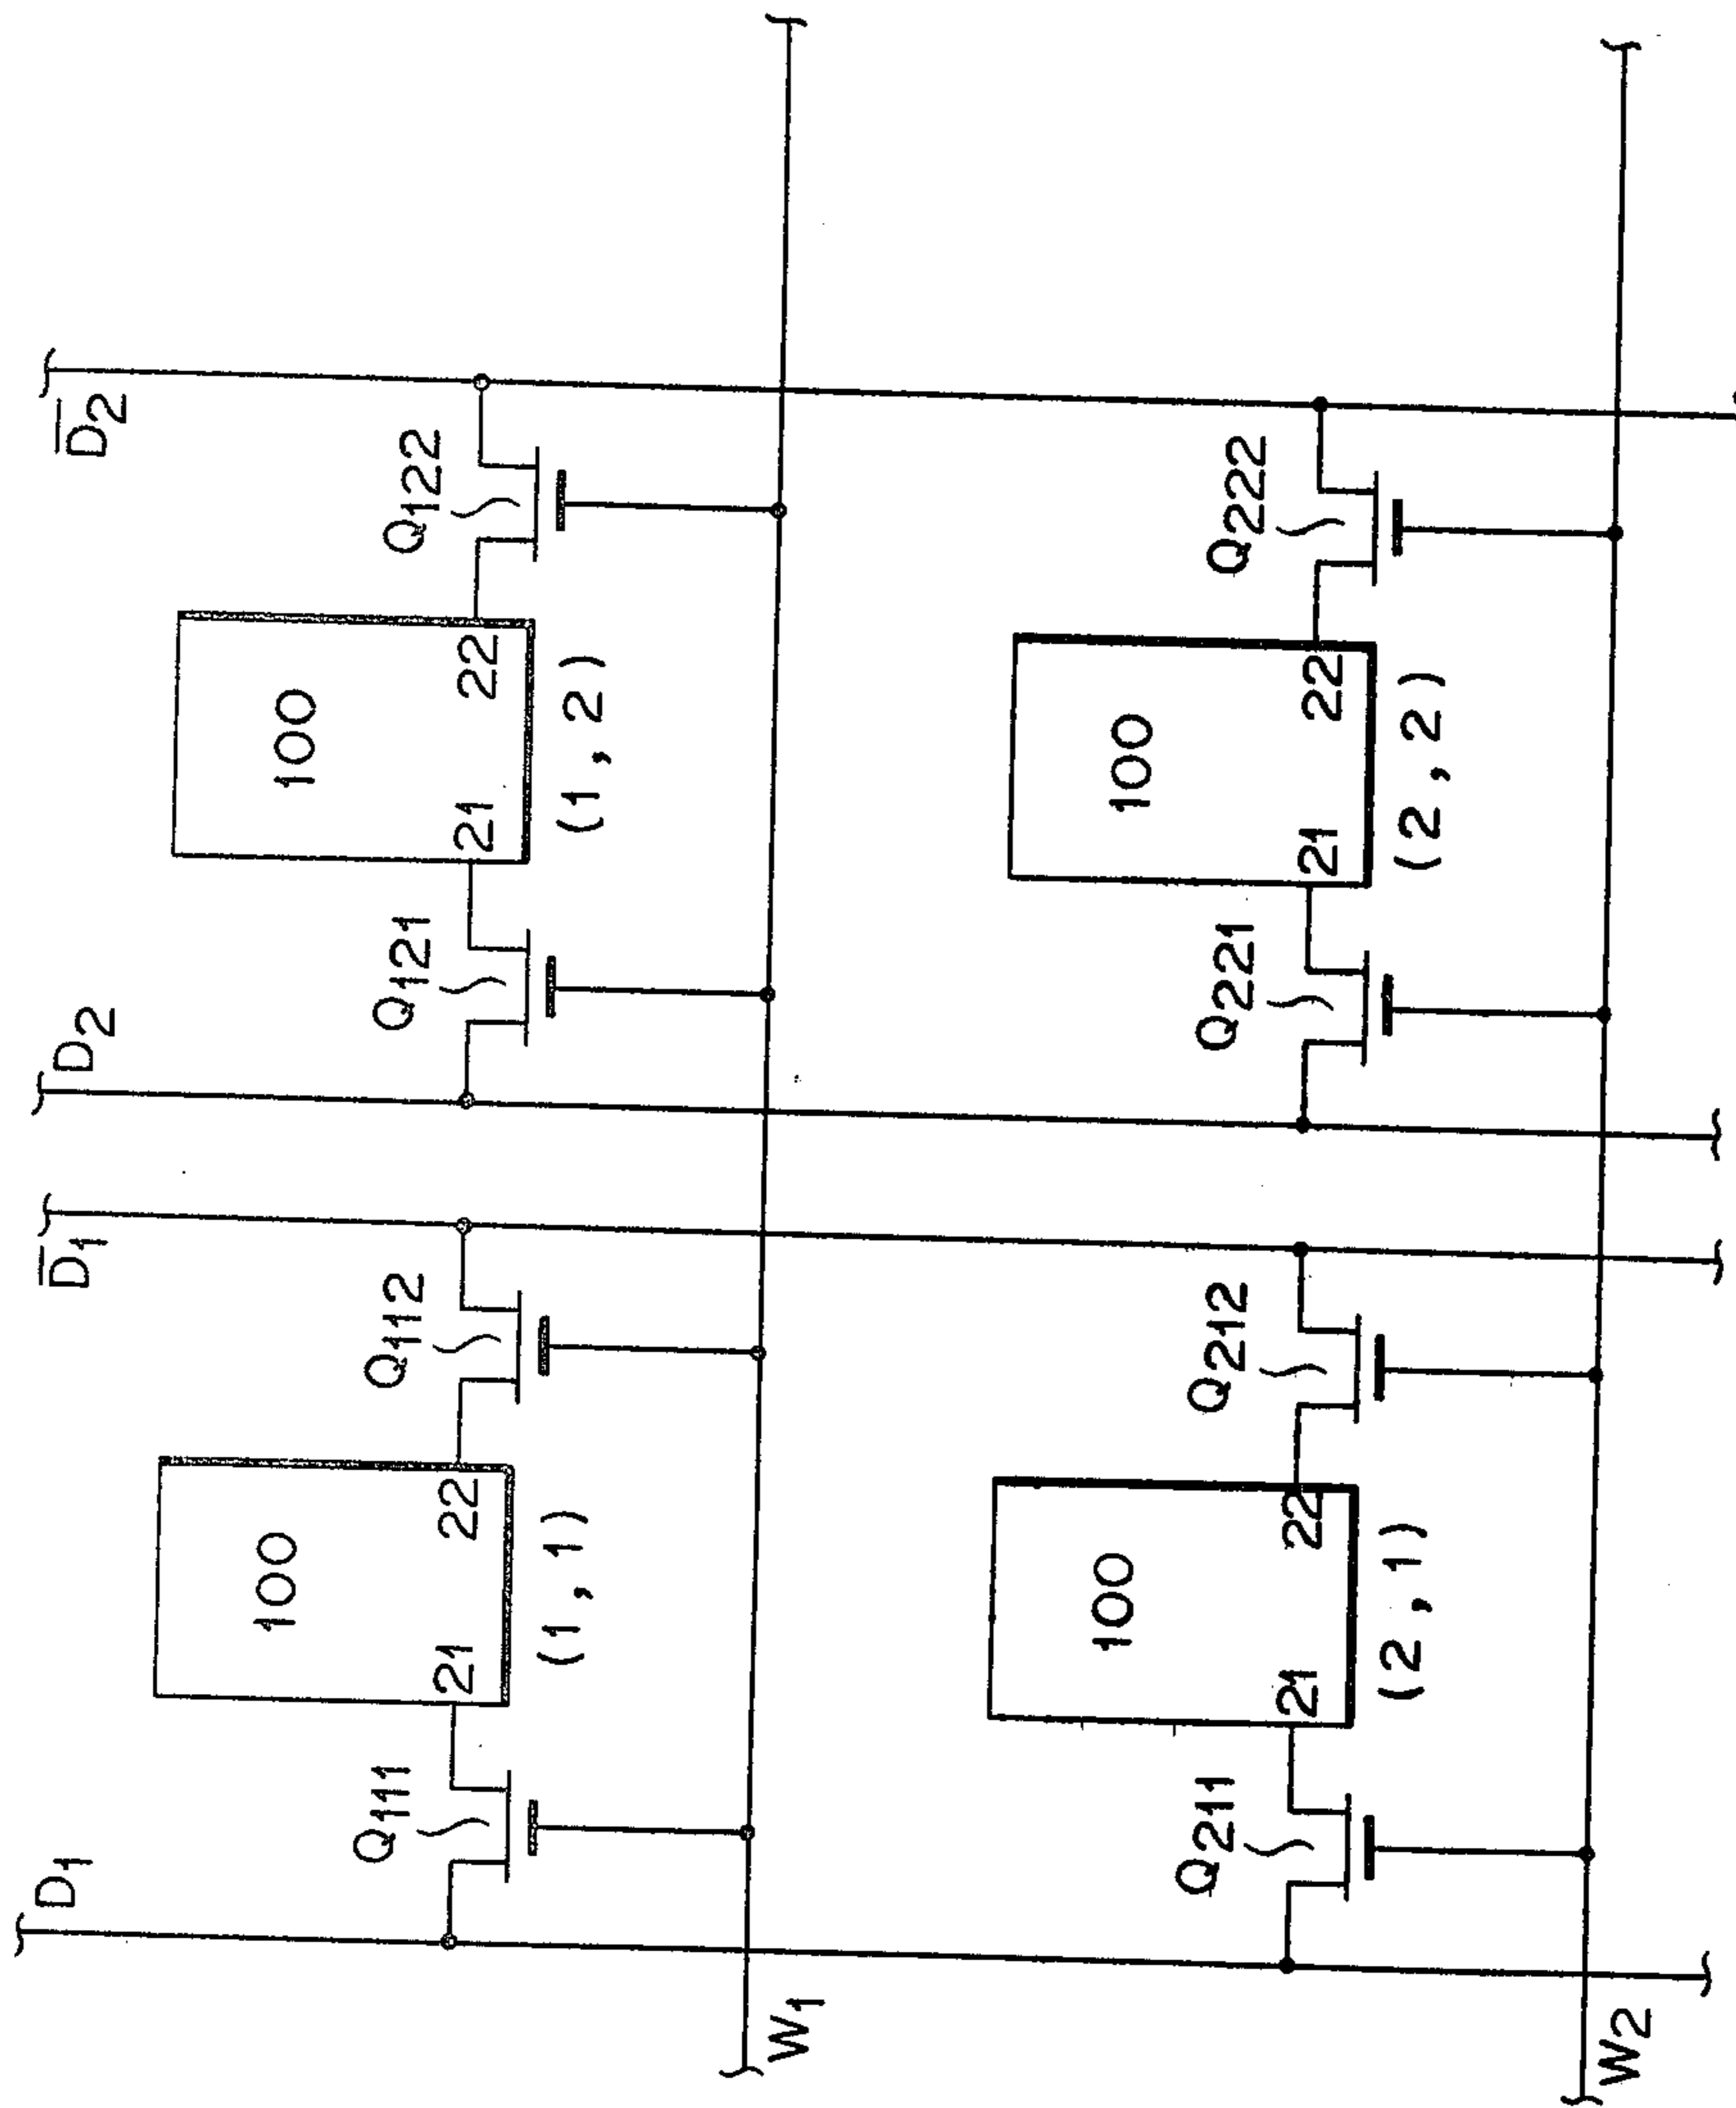 D₁
D̅₁
D₂
D̅₂
Q₁₁₁
100
21
22
(1,1)
Q₁₁₂
Q₁₂₁
100
21
22
(1,2)
Q₁₂₂
W₁
Q₂₁₁
100
21
22
(2,1)
Q₂₁₂
Q₂₂₁
100
21
22
(2,2)
Q₂₂₂
W₂